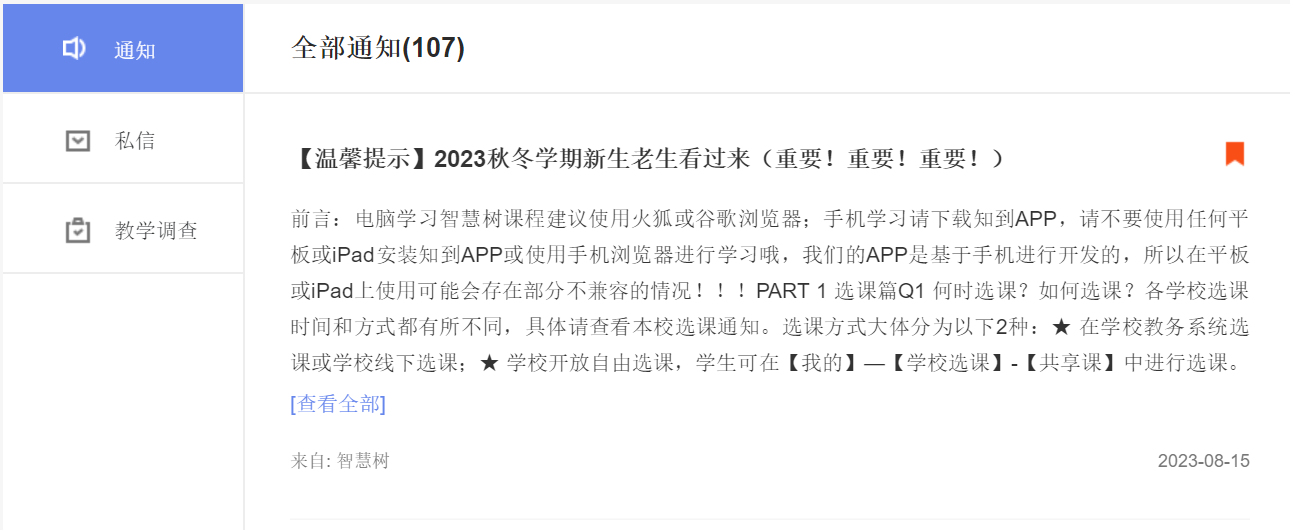 通知
全部通知(107)
私信
教学调查
【温馨提示】2023秋冬学期新生老生看过来（重要！重要！重要！）
前言：电脑学习智慧树课程建议使用火狐或谷歌浏览器；手机学习请下载知到APP，请不要使用任何平
板或iPad安装知到APP或使用手机浏览器进行学习哦，我们的APP是基于手机进行开发的，所以在平板
或iPad上使用可能会存在部分不兼容的情况！！！PART 1 选课篇Q1 何时选课？如何选课？各学校选课
时间和方式都有所不同，具体请查看本校选课通知。选课方式大体分为以下2种：★ 在学校教务系统选
课或学校线下选课；★ 学校开放自由选课，学生可在【我的】—【学校选课】-【共享课】中进行选课。
[查看全部]
来自: 智慧树
2023-08-15